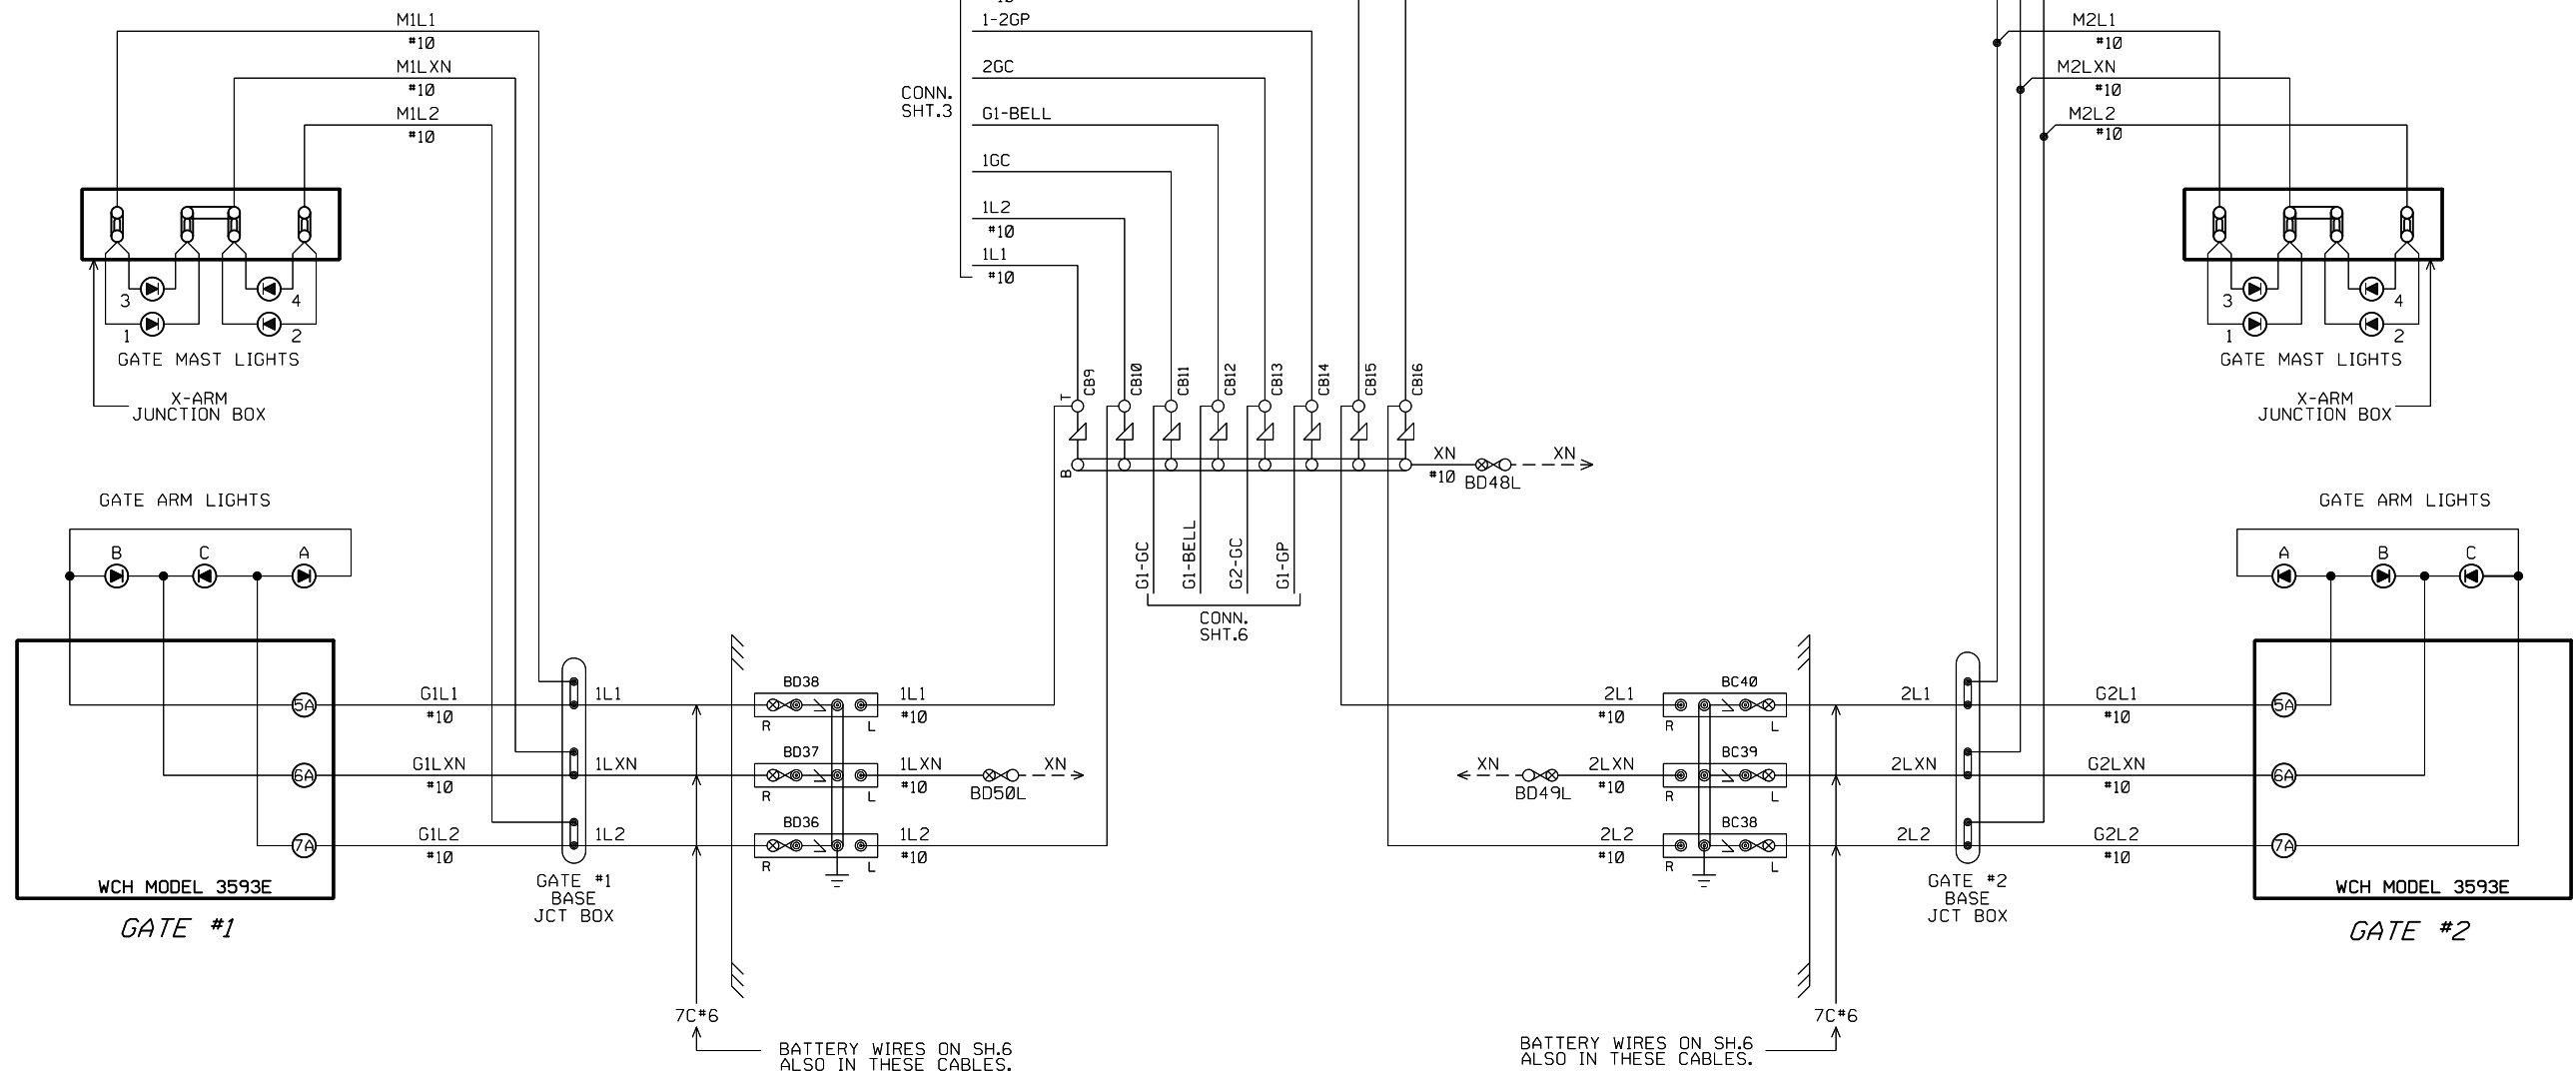 M1L1
#10
M1LXN
#10
M1L2
#10
3
4
1
2
GATE MAST LIGHTS
X-ARM
JUNCTION BOX
CONN.
SHT.3
1-2GP
2GC
G1-BELL
1GC
1L2
#10
1L1
#10
M2L1
#10
M2LXN
#10
M2L2
#10
3
4
1
2
GATE MAST LIGHTS
X-ARM
JUNCTION BOX
T
CB9
CB10
CB11
CB12
CB13
CB14
CB15
CB16
B
XN
#10
BD48L
XN
G1-GC
G1-BELL
G2-GC
G1-GP
CONN.
SHT.6
GATE ARM LIGHTS
B
C
A
5A
6A
7A
WCH MODEL 3593E
GATE #1
G1L1
#10
G1LXN
#10
G1L2
#10
GATE #1
BASE
JCT BOX
1L1
1LXN
1L2
7C#6
BATTERY WIRES ON SH.6
ALSO IN THESE CABLES.
BD38
R
L
BD37
R
L
BD36
R
L
1L1
#10
1LXN
#10
BD50L
XN
1L2
#10
XN
BD49L
2L1
#10
2LXN
#10
2L2
#10
BC40
R
L
BC39
R
L
BC38
R
L
7C#6
BATTERY WIRES ON SH.6
ALSO IN THESE CABLES.
2L1
2LXN
2L2
GATE #2
BASE
JCT BOX
G2L1
#10
G2LXN
#10
G2L2
#10
GATE ARM LIGHTS
A
B
C
5A
6A
7A
WCH MODEL 3593E
GATE #2